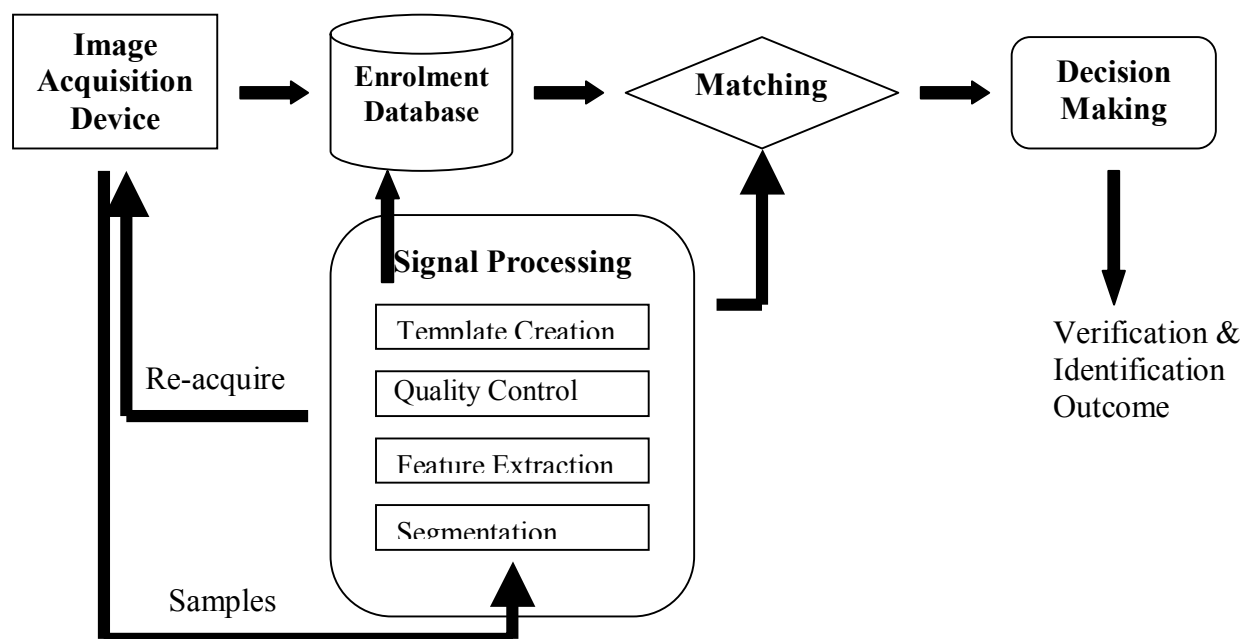 Image
Acquisition
Device
Enrolment
Database
Matching
Decision
Making
Signal Processing
Template Creation
Quality Control
Feature Extraction
Segmentation
Re-acquire
Samples
Verification &
Identification
Outcome